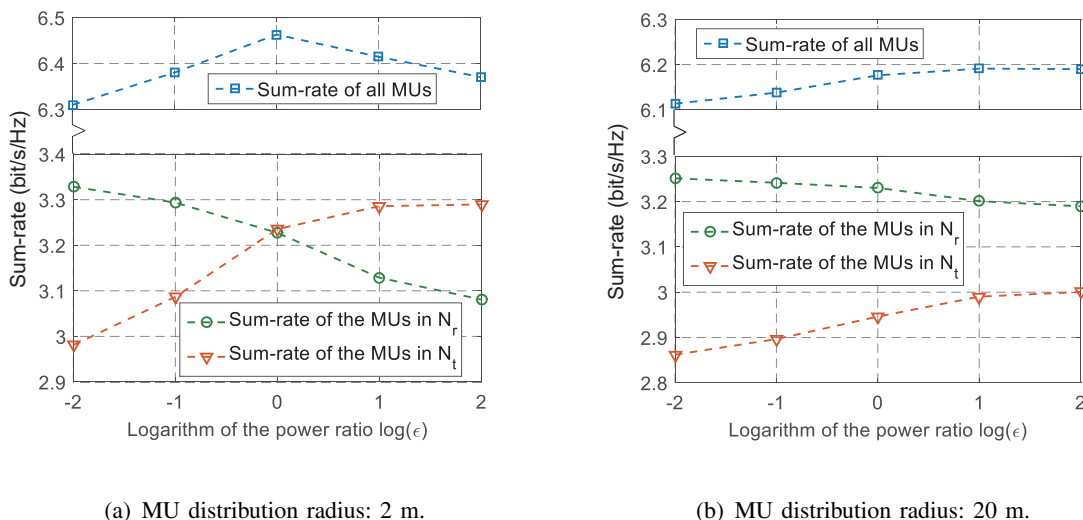 6.5
6.4
6.3
Sum-rate of all MUs
3.4
3.3
3.2
3.1
3
2.9
Sum-rate (bit/s/Hz)
Sum-rate of the MUs in N_r
Sum-rate of the MUs in N_t
-2 -1 0 1 2
Logarithm of the power ratio log(ϵ)
(a) MU distribution radius: 2 m.
6.3
6.2
6.1
Sum-rate of all MUs
3.3
3.2
3.1
3
2.9
2.8
Sum-rate (bit/s/Hz)
Sum-rate of the MUs in N_r
Sum-rate of the MUs in N_t
-2 -1 0 1 2
Logarithm of the power ratio log(ϵ)
(b) MU distribution radius: 20 m.